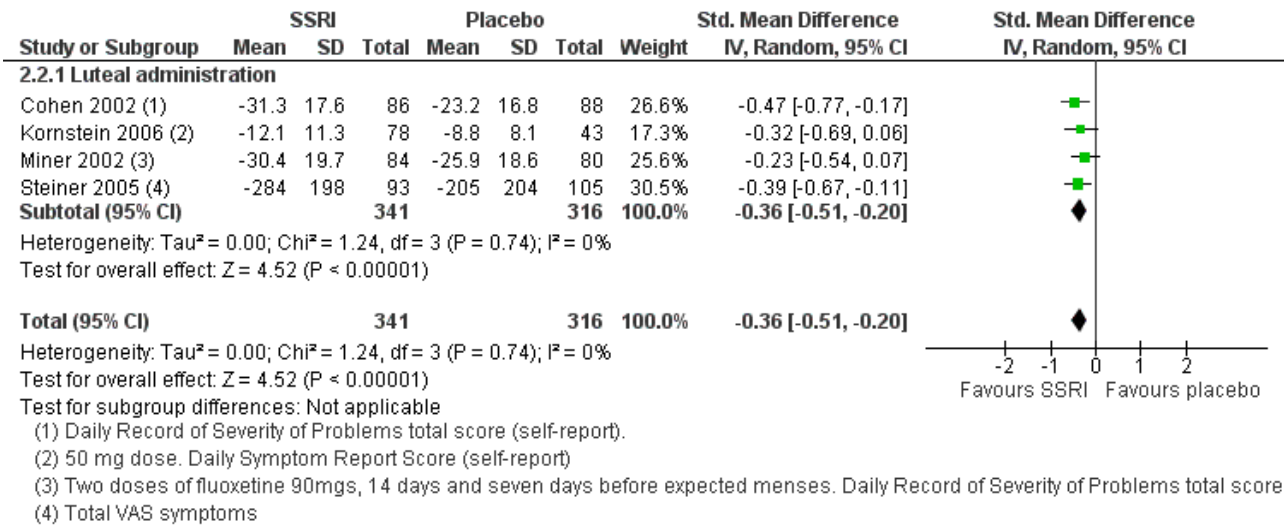 SSRI Placebo Std. Mean Difference Std. Mean Difference
Study or Subgroup Mean SD Total Mean SD Total Weight IV, Random, 95% CI IV, Random, 95% CI
2.2.1 Luteal administration
Cohen 2002 (1) -31.3 17.6 86 -23.2 16.8 88 26.6% -0.47 [-0.77, -0.17]
Kornstein 2006 (2) -12.1 11.3 78 -8.8 8.1 43 17.3% -0.32 [-0.69, 0.06]
Miner 2002 (3) -30.4 19.7 84 -25.9 18.6 80 25.6% -0.23 [-0.54, 0.07]
Steiner 2005 (4) -284 198 93 -205 204 105 30.5% -0.39 [-0.67, -0.11]
Subtotal (95% CI) 341 316 100.0% -0.36 [-0.51, -0.20]
Heterogeneity: Tau² = 0.00; Chi² = 1.24, df = 3 (P = 0.74); I² = 0%
Test for overall effect: Z = 4.52 (P < 0.00001)
Total (95% CI) 341 316 100.0% -0.36 [-0.51, -0.20]
Heterogeneity: Tau² = 0.00; Chi² = 1.24, df = 3 (P = 0.74); I² = 0%
Test for overall effect: Z = 4.52 (P < 0.00001)
Test for subgroup differences: Not applicable
-2 -1 0 1 2
Favours SSRI Favours placebo
(1) Daily Record of Severity of Problems total score (self-report).
(2) 50 mg dose. Daily Symptom Report Score (self-report)
(3) Two doses of fluoxetine 90mgs, 14 days and seven days before expected menses. Daily Record of Severity of Problems total score
(4) Total VAS symptoms